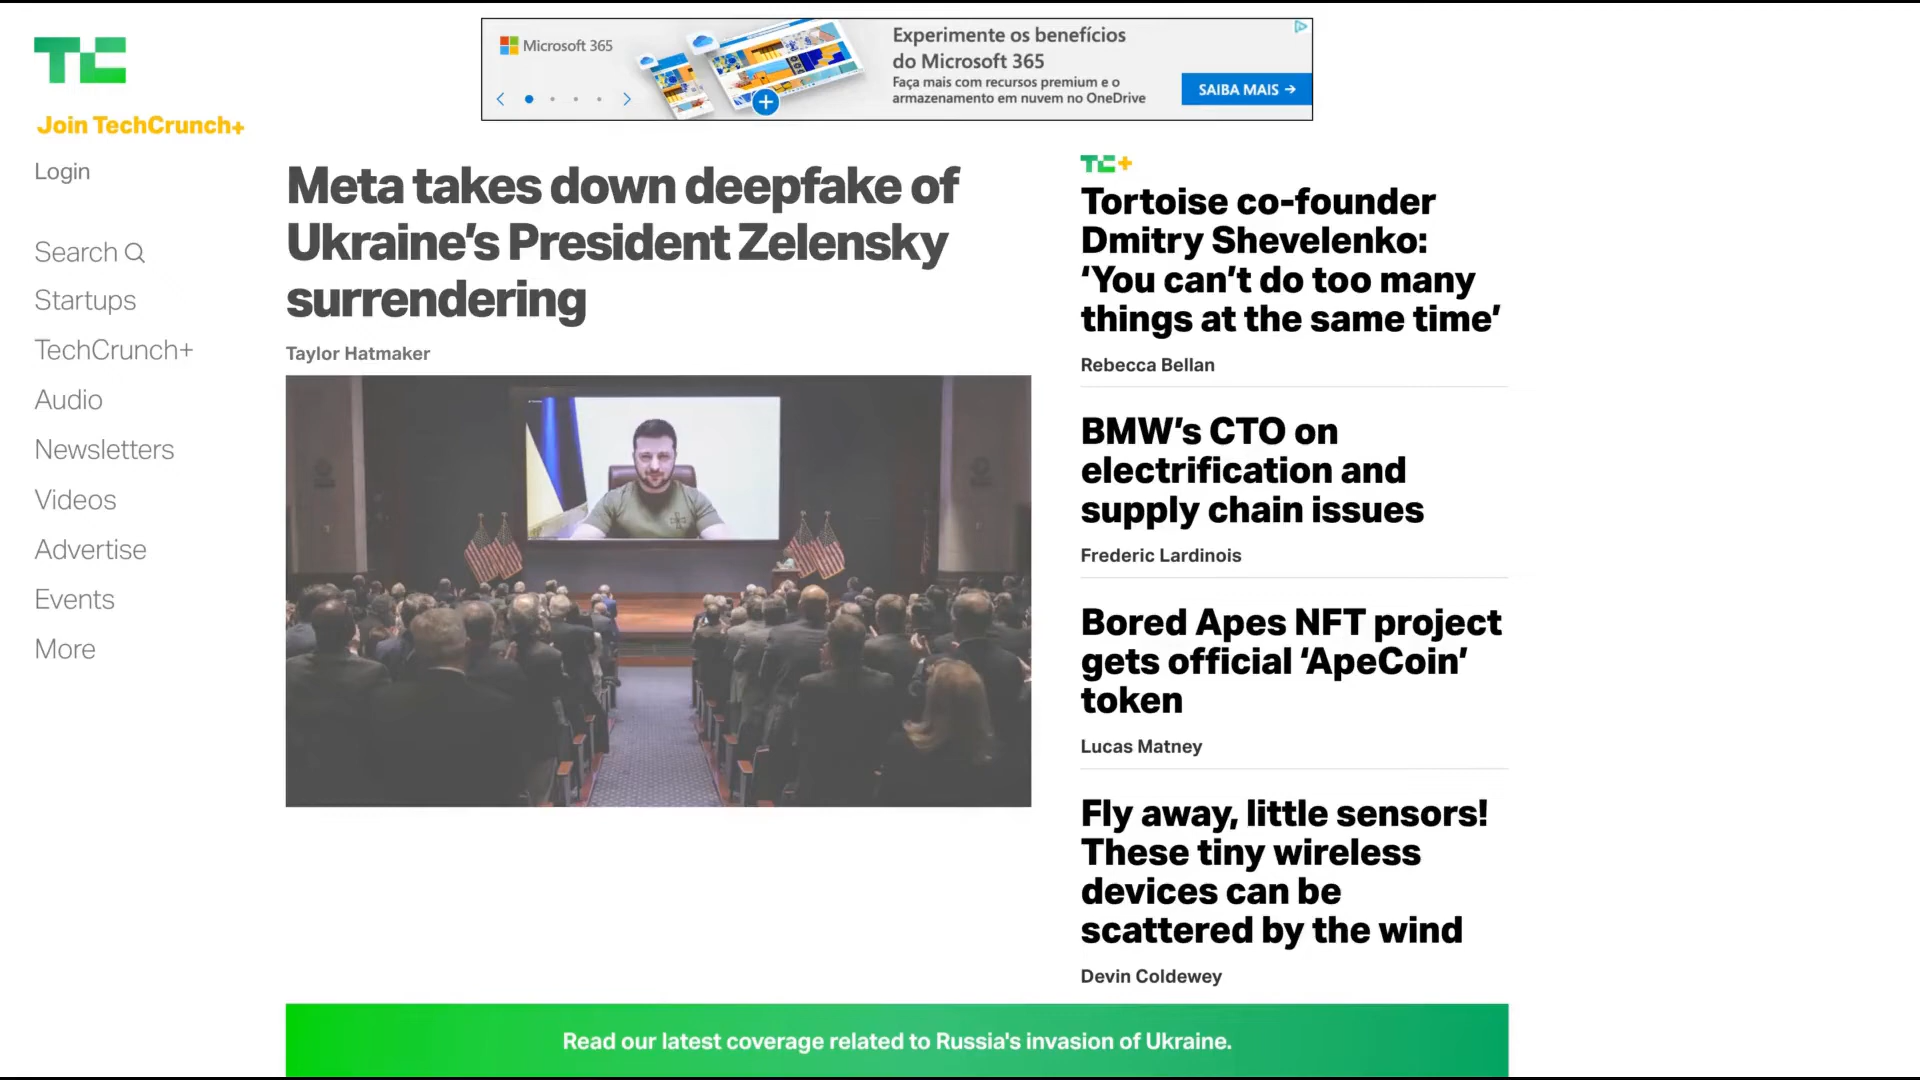 TC
Join TechCrunch+
Login
Search
Startups
TechCrunch+
Audio
Newsletters
Videos
Advertise
Events
More
Microsoft 365
Experimente os benefícios
do Microsoft 365
Faça mais com recursos premium e o
armazenamento em nuvem no OneDrive
SAIBA MAIS →
Meta takes down deepfake of
Ukraine’s President Zelensky
surrendering
Taylor Hatmaker
TC+
Tortoise co-founder
Dmitry Shevelenko:
‘You can’t do too many
things at the same time’
Rebecca Bellan
BMW’s CTO on
electrification and
supply chain issues
Frederic Lardinois
Bored Apes NFT project
gets official ‘ApeCoin’
token
Lucas Matney
Fly away, little sensors!
These tiny wireless
devices can be
scattered by the wind
Devin Coldewey
Read our latest coverage related to Russia's invasion of Ukraine.